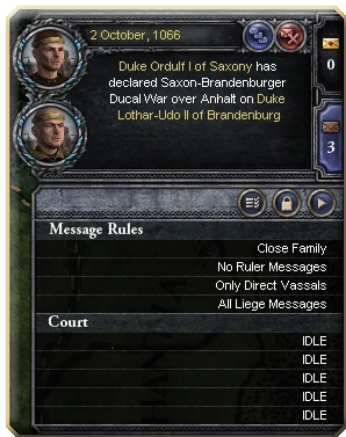 2 October, 1066
0
Duke Ordulf I of Saxony has
declared Saxon-Brandenburger
Ducal War over Anhalt on Duke
Lothar-Udo II of Brandenburg
3
Message Rules
Close Family
No Ruler Messages
Only Direct Vassals
All Liege Messages
Court
IDLE
IDLE
IDLE
IDLE
IDLE